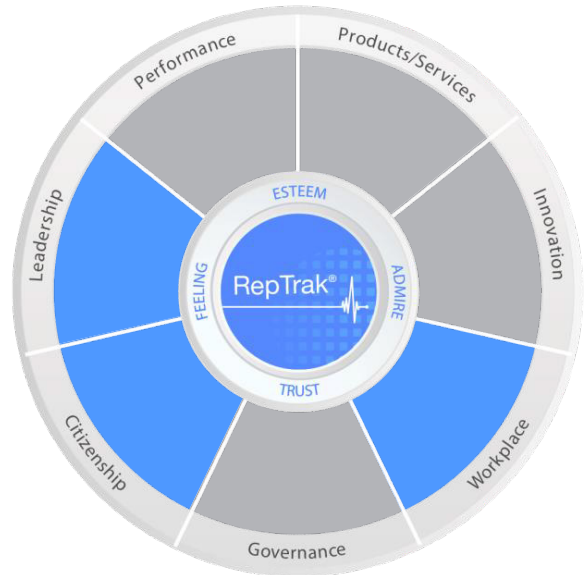 Performance
Products/Services
Innovation
Workplace
Governance
Citizenship
Leadership
ESTEEM
ADMIRE
TRUST
FEELING
RepTrak®